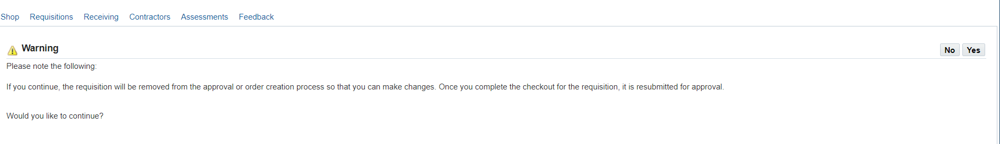 Shop Requisitions Receiving Contractors Assessments Feedback
Warning
No Yes
Please note the following:
If you continue, the requisition will be removed from the approval or order creation process so that you can make changes. Once you complete the checkout for the requisition, it is resubmitted for approval.
Would you like to continue?